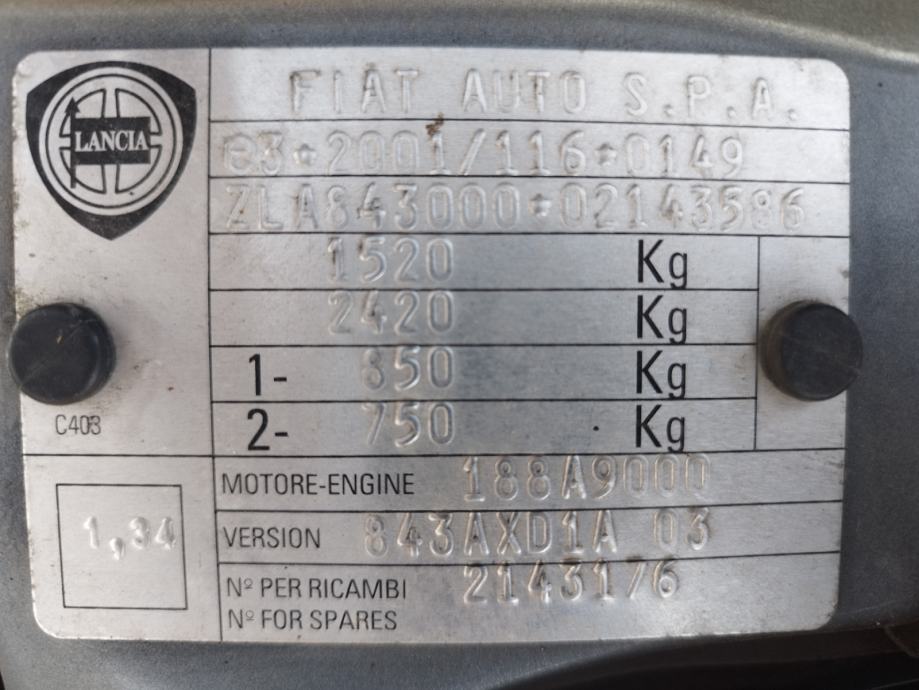 LANCIA
FIAT AUTO S.P.A.
e3*2001/116*0149
ZLA843000*02143586
1520 Kg
2420 Kg
1- 850 Kg
2- 750 Kg
C403
MOTORE-ENGINE 188A9000
1,34
VERSION 843AXD1A 03
Nº PER RICAMBI 2143176
Nº FOR SPARES